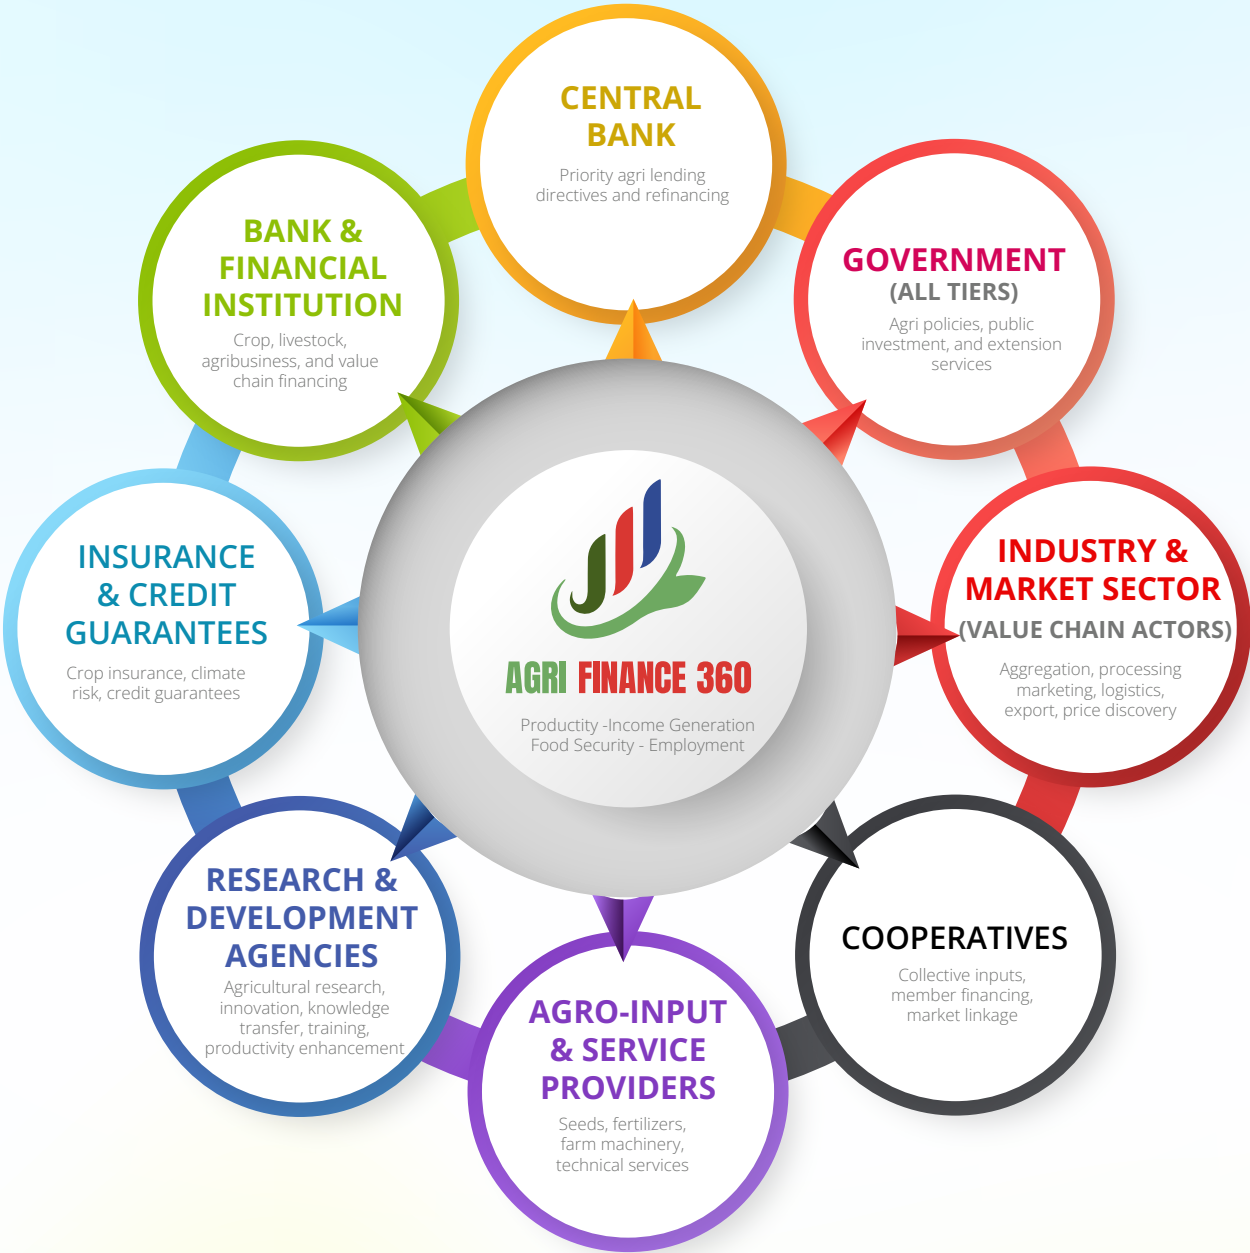 CENTRAL
BANK
Priority agri lending
directives and refinancing
GOVERNMENT
(ALL TIERS)
Agri policies, public
investment, and extension
services
INDUSTRY &
MARKET SECTOR
(VALUE CHAIN ACTORS)
Aggregation, processing
marketing, logistics,
export, price discovery
COOPERATIVES
Collective inputs,
member financing,
market linkage
AGRO-INPUT
& SERVICE
PROVIDERS
Seeds, fertilizers,
farm machinery,
technical services
RESEARCH &
DEVELOPMENT
AGENCIES
Agricultural research,
innovation, knowledge
transfer, training,
productivity enhancement
INSURANCE
& CREDIT
GUARANTEES
Crop insurance, climate
risk, credit guarantees
BANK &
FINANCIAL
INSTITUTION
Crop, livestock,
agribusiness, and value
chain financing
AGRI FINANCE 360
Productity -Income Generation
Food Security - Employment